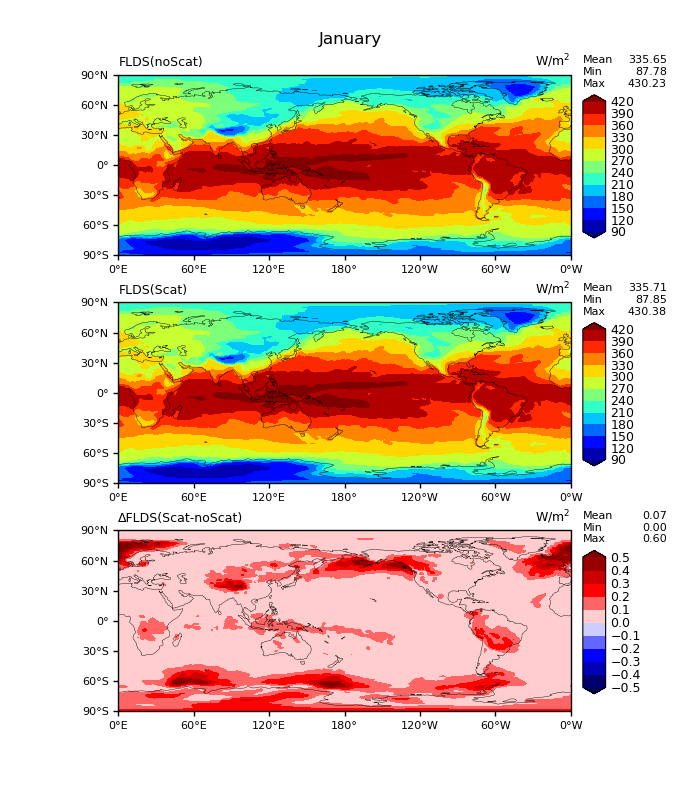 January
FLDS(noScat) W/m²
Mean 335.65
Min 87.78
Max 430.23
90°N
60°N
30°N
0°
30°S
60°S
90°S
0°E 60°E 120°E 180° 120°W 60°W 0°W
420
390
360
330
300
270
240
210
180
150
120
90
FLDS(Scat) W/m²
Mean 335.71
Min 87.85
Max 430.38
90°N
60°N
30°N
0°
30°S
60°S
90°S
0°E 60°E 120°E 180° 120°W 60°W 0°W
420
390
360
330
300
270
240
210
180
150
120
90
ΔFLDS(Scat-noScat) W/m²
Mean 0.07
Min 0.00
Max 0.60
90°N
60°N
30°N
0°
30°S
60°S
90°S
0°E 60°E 120°E 180° 120°W 60°W 0°W
0.5
0.4
0.3
0.2
0.1
0.0
−0.1
−0.2
−0.3
−0.4
−0.5